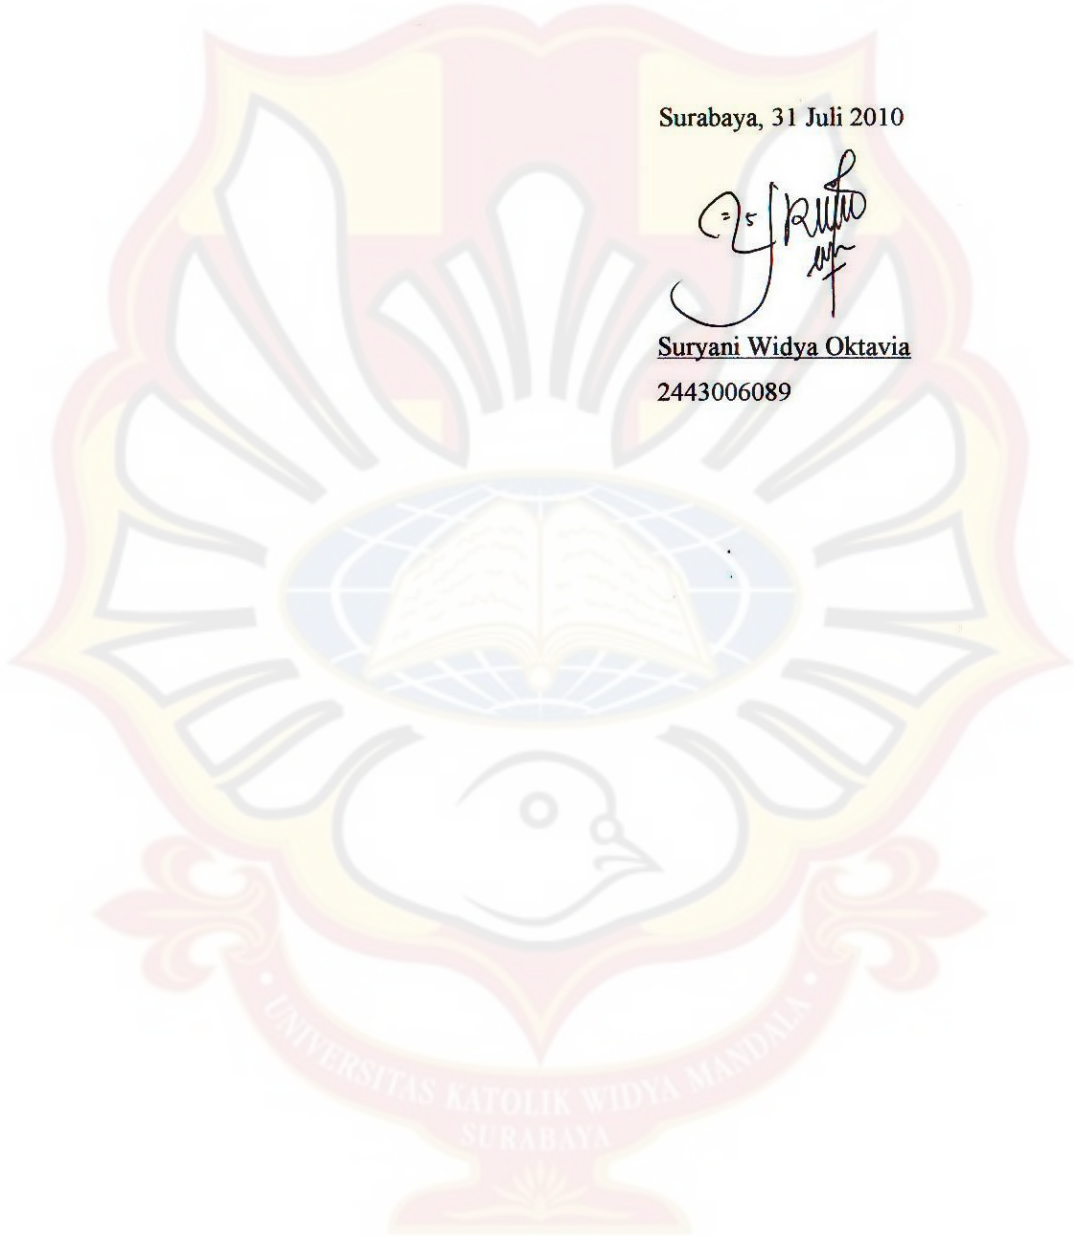 Surabaya, 31 Juli 2010
Suryani Widya Oktavia
2443006089
UNIVERSITAS KATOLIK WIDYA MANDALA
SURABAYA